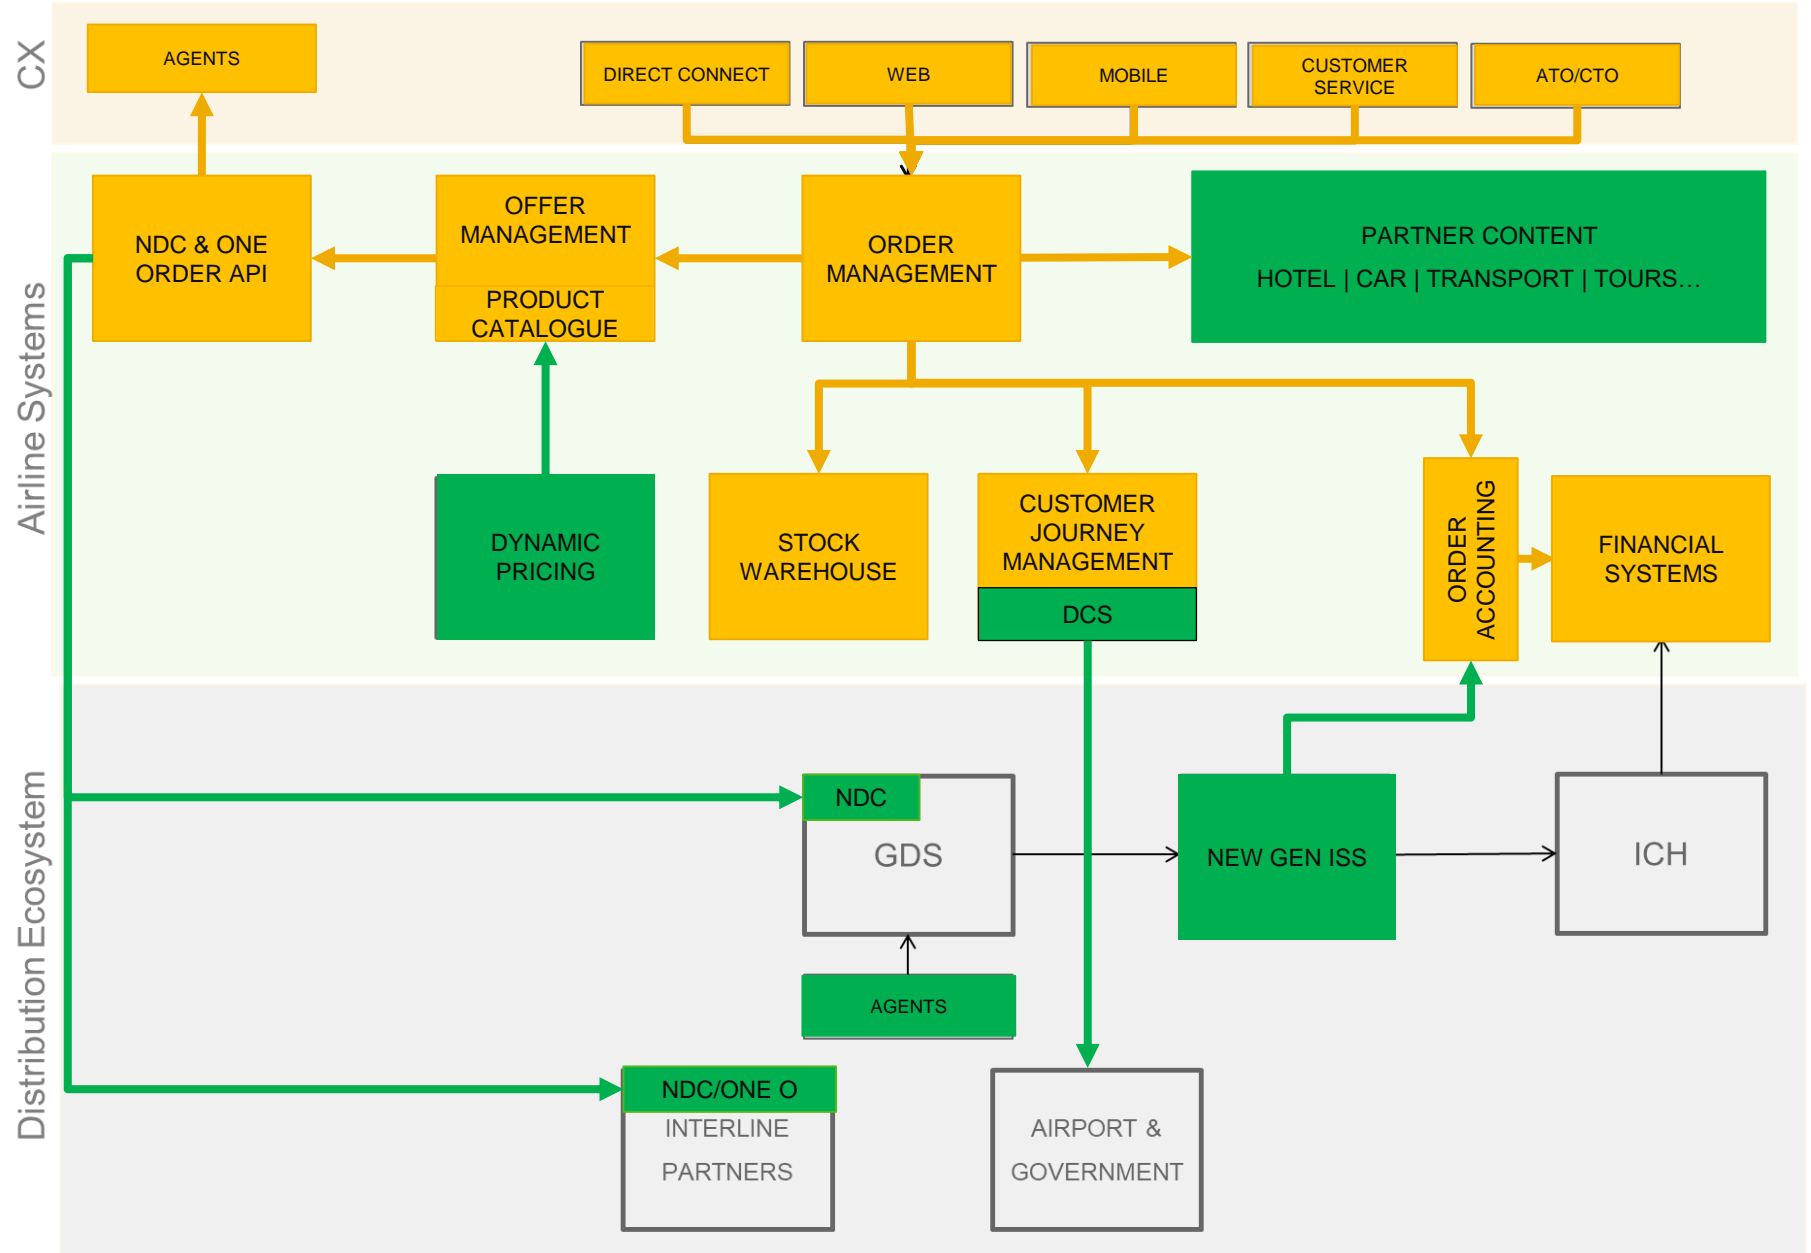 CX
AGENTS
DIRECT CONNECT
WEB
MOBILE
CUSTOMER
SERVICE
ATO/CTO
Airline Systems
NDC & ONE
ORDER API
OFFER
MANAGEMENT
PRODUCT
CATALOGUE
ORDER
MANAGEMENT
PARTNER CONTENT
HOTEL | CAR | TRANSPORT | TOURS…
DYNAMIC
PRICING
STOCK
WAREHOUSE
CUSTOMER
JOURNEY
MANAGEMENT
DCS
ORDER
ACCOUNTING
FINANCIAL
SYSTEMS
Distribution Ecosystem
NDC
GDS
NEW GEN ISS
ICH
AGENTS
NDC/ONE O
INTERLINE
PARTNERS
AIRPORT &
GOVERNMENT